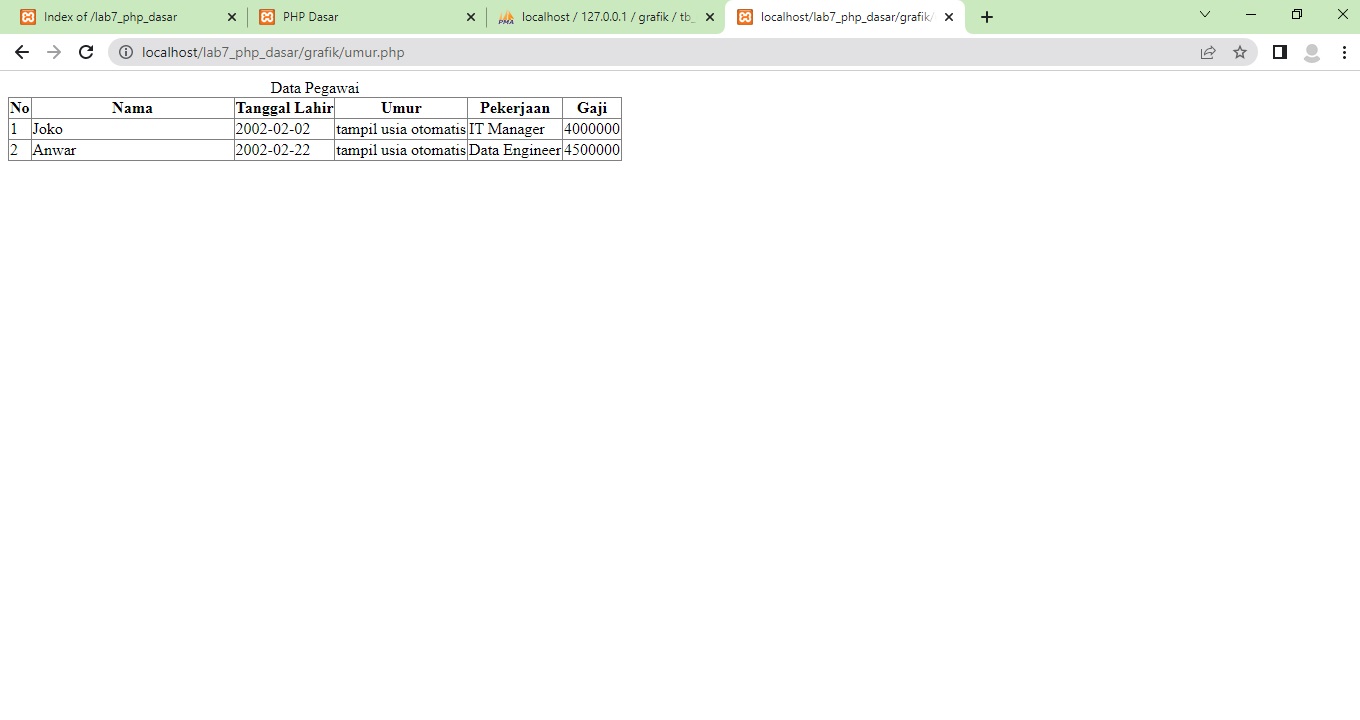 Index of /lab7_php_dasar
PHP Dasar
localhost / 127.0.0.1 / grafik / tb_
localhost/lab7_php_dasar/grafik/
localhost/lab7_php_dasar/grafik/umur.php
Data Pegawai
No Nama Tanggal Lahir Umur Pekerjaan Gaji
1 Joko 2002-02-02 tampil usia otomatis IT Manager 4000000
2 Anwar 2002-02-22 tampil usia otomatis Data Engineer 4500000